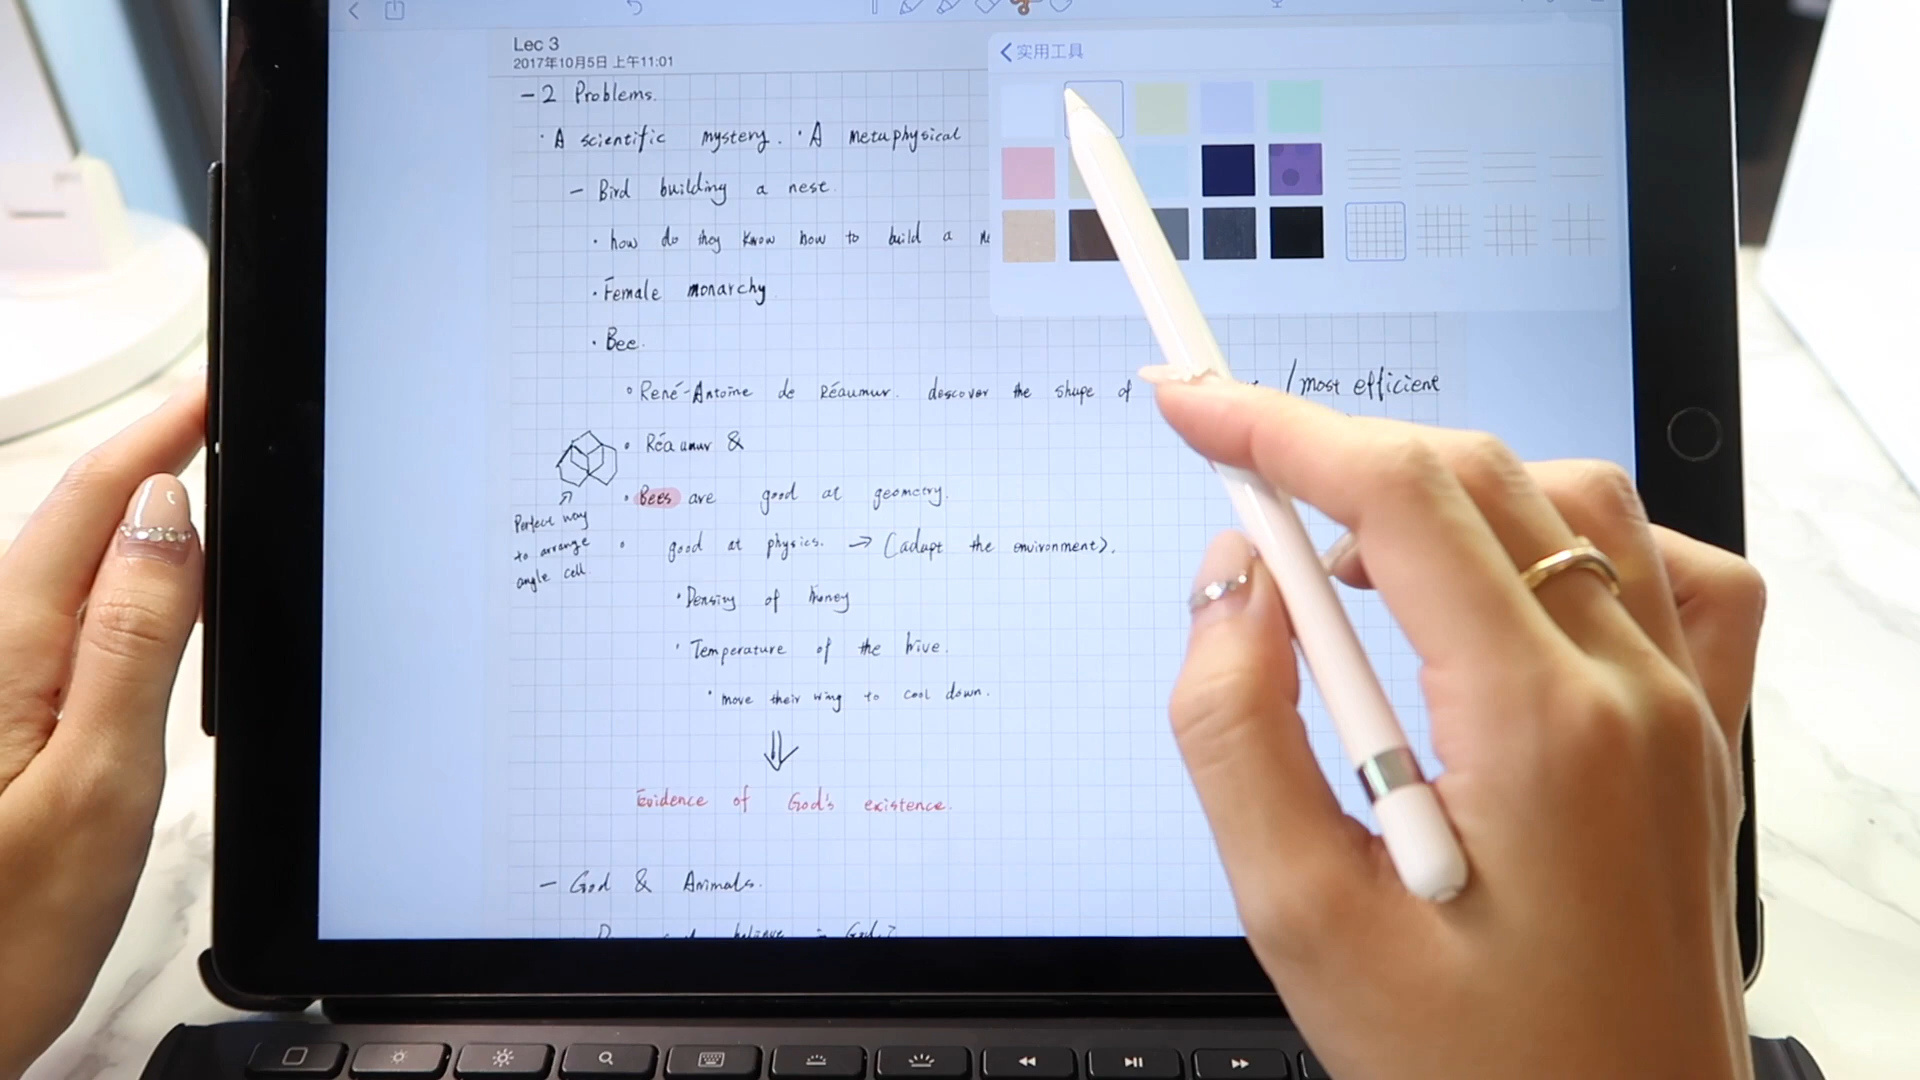 实用工具
Lec 3
2017年10月5日 上午11:01
– 2 Problems.
· A scientific mystery. · A metaphysical
– Bird building a nest.
· how do they know how to build a
· Female monarchy
· Bee.
° René-Antoine de Réaumur. descover the shape of /most efficient
° Réaumur &
· Bees are good at geometry.
· good at physics. → (adapt the environment).
Perfect way
to arrange
angle cell.
· Density of honey
· Temperature of the hive.
· move their wing to cool down.
Evidence of God's existence.
– God & Animals.